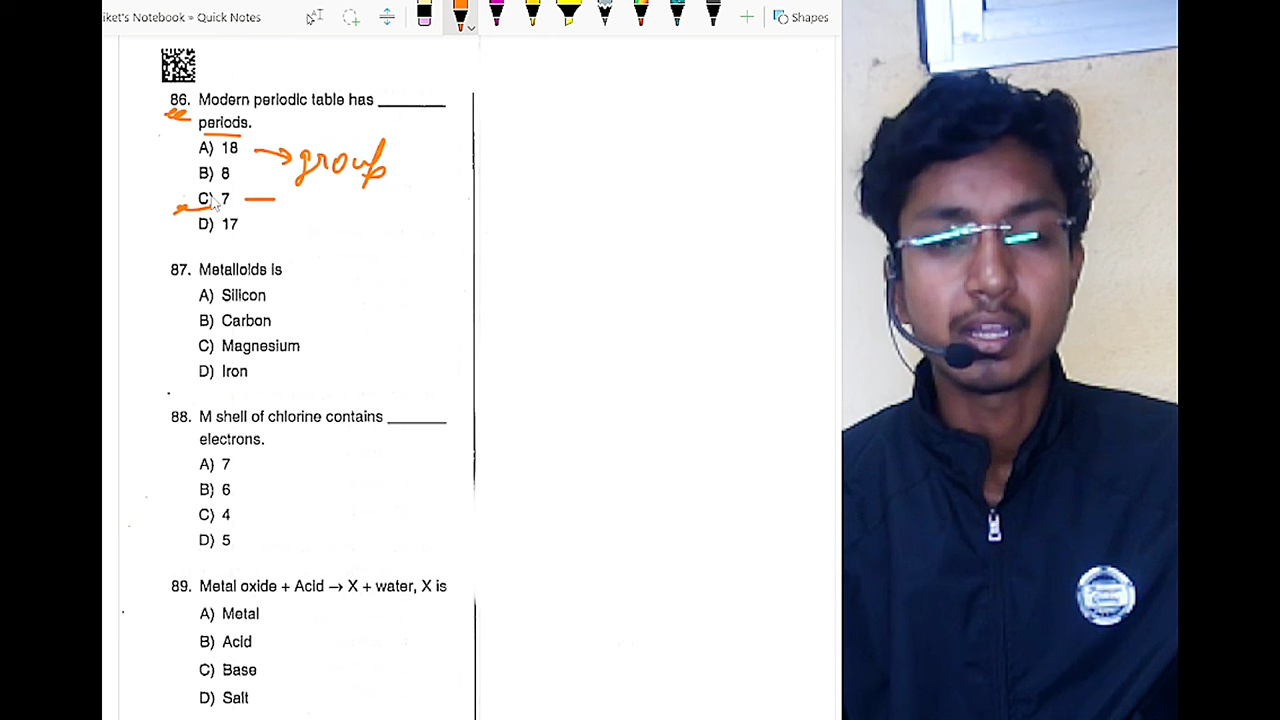 iket's Notebook » Quick Notes
Shapes
86. Modern periodic table has ________
periods.
A) 18 → group
B) 8
C) 7 —
D) 17
87. Metalloids is
A) Silicon
B) Carbon
C) Magnesium
D) Iron
88. M shell of chlorine contains ________
electrons.
A) 7
B) 6
C) 4
D) 5
89. Metal oxide + Acid → X + water, X is
A) Metal
B) Acid
C) Base
D) Salt